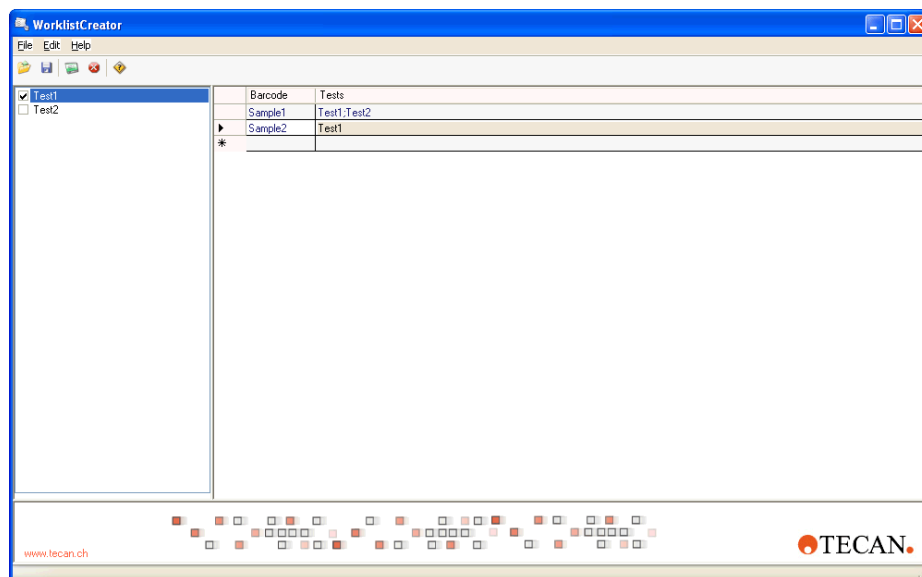 WorklistCreator
File Edit Help
Test1
Test2
Barcode Tests
Sample1 Test1;Test2
Sample2 Test1
www.tecan.ch
TECAN.